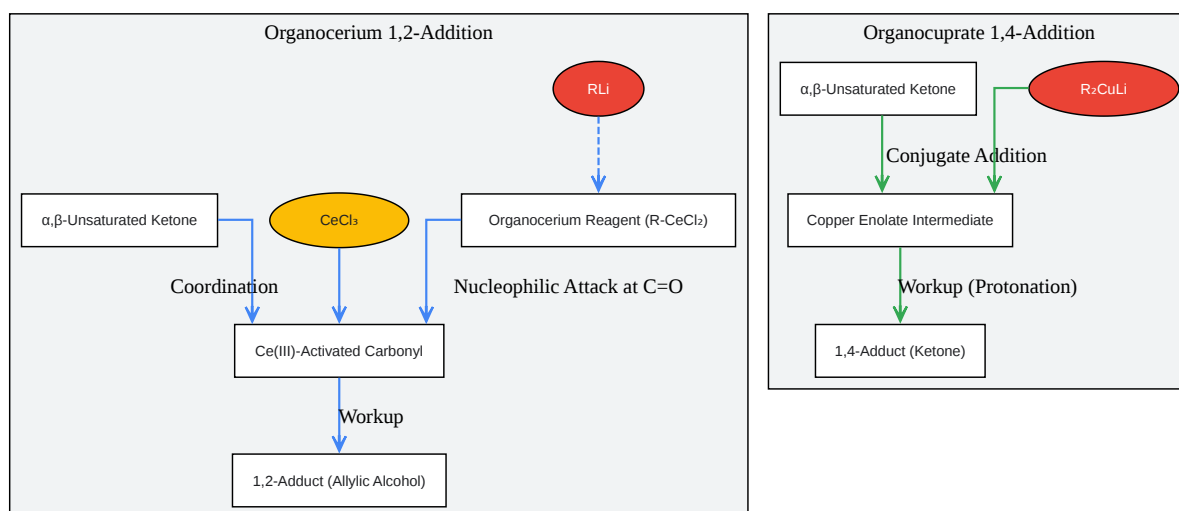 Organocerium 1,2-Addition
RLi
α,β-Unsaturated Ketone
CeCl₃
Organocerium Reagent (R-CeCl₂)
Coordination
Nucleophilic Attack at C=O
Ce(III)-Activated Carbonyl
Workup
1,2-Adduct (Allylic Alcohol)
Organocuprate 1,4-Addition
α,β-Unsaturated Ketone
R₂CuLi
Conjugate Addition
Copper Enolate Intermediate
Workup (Protonation)
1,4-Adduct (Ketone)